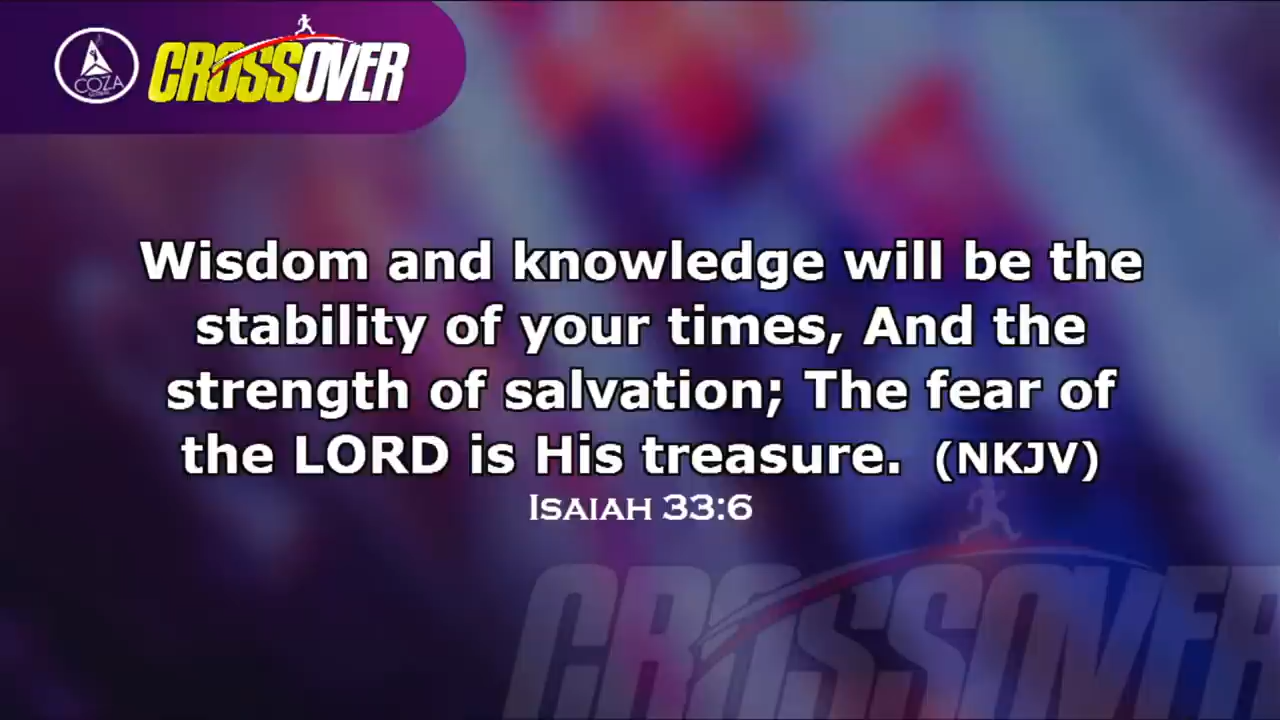 COZA
CROSSOVER
Wisdom and knowledge will be the
stability of your times, And the
strength of salvation; The fear of
the LORD is His treasure. (NKJV)
ISAIAH 33:6
CROSSOVER